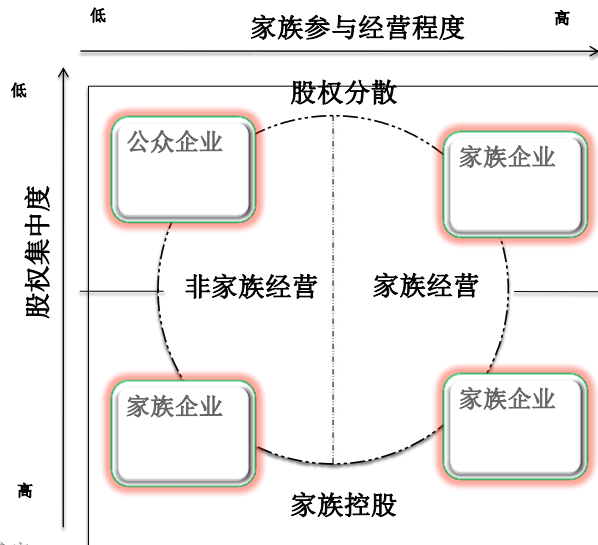 低
家族参与经营程度
高
低
股权分散
公众企业
家族企业
股权集中度
非家族经营
家族经营
家族企业
家族企业
高
家族控股